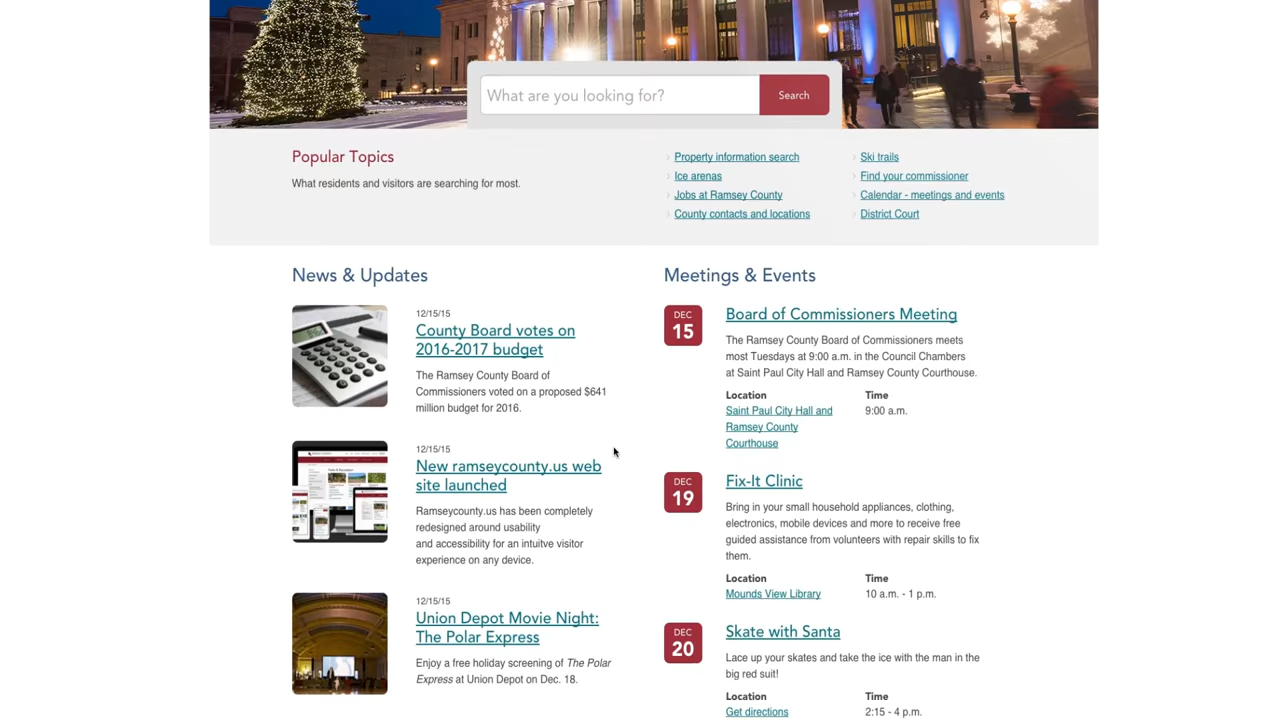 What are you looking for?
Search
Popular Topics
What residents and visitors are searching for most.
Property information search
Ice arenas
Jobs at Ramsey County
County contacts and locations
Ski trails
Find your commissioner
Calendar - meetings and events
District Court
News & Updates
12/15/15
County Board votes on
2016-2017 budget
The Ramsey County Board of
Commissioners voted on a proposed $641
million budget for 2016.
12/15/15
New ramseycounty.us web
site launched
Ramseycounty.us has been completely
redesigned around usability
and accessibility for an intuitve visitor
experience on any device.
12/15/15
Union Depot Movie Night:
The Polar Express
Enjoy a free holiday screening of The Polar
Express at Union Depot on Dec. 18.
Meetings & Events
DEC
15
Board of Commissioners Meeting
The Ramsey County Board of Commissioners meets
most Tuesdays at 9:00 a.m. in the Council Chambers
at Saint Paul City Hall and Ramsey County Courthouse.
Location
Saint Paul City Hall and
Ramsey County
Courthouse
Time
9:00 a.m.
DEC
19
Fix-It Clinic
Bring in your small household appliances, clothing,
electronics, mobile devices and more to receive free
guided assistance from volunteers with repair skills to fix
them.
Location
Mounds View Library
Time
10 a.m. - 1 p.m.
DEC
20
Skate with Santa
Lace up your skates and take the ice with the man in the
big red suit!
Location
Get directions
Time
2:15 - 4 p.m.